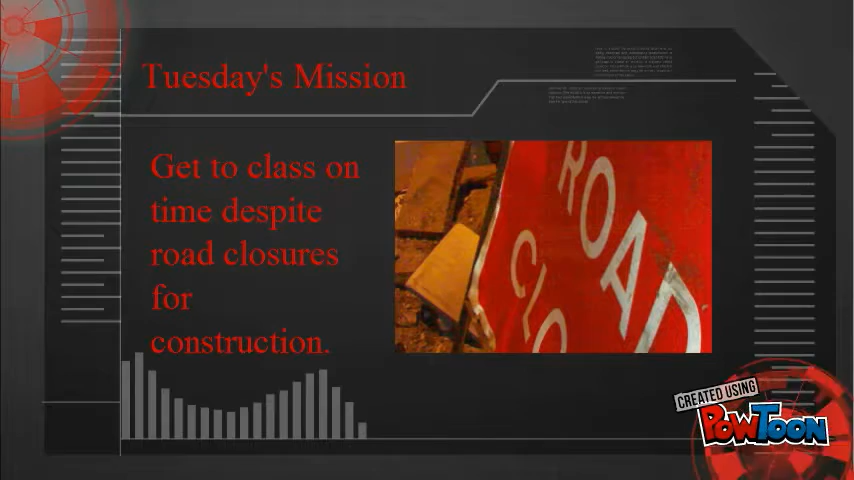 Tuesday's Mission
Get to class on
time despite
road closures
for
construction.
ROAD
CLO
CREATED USING
POWTOON